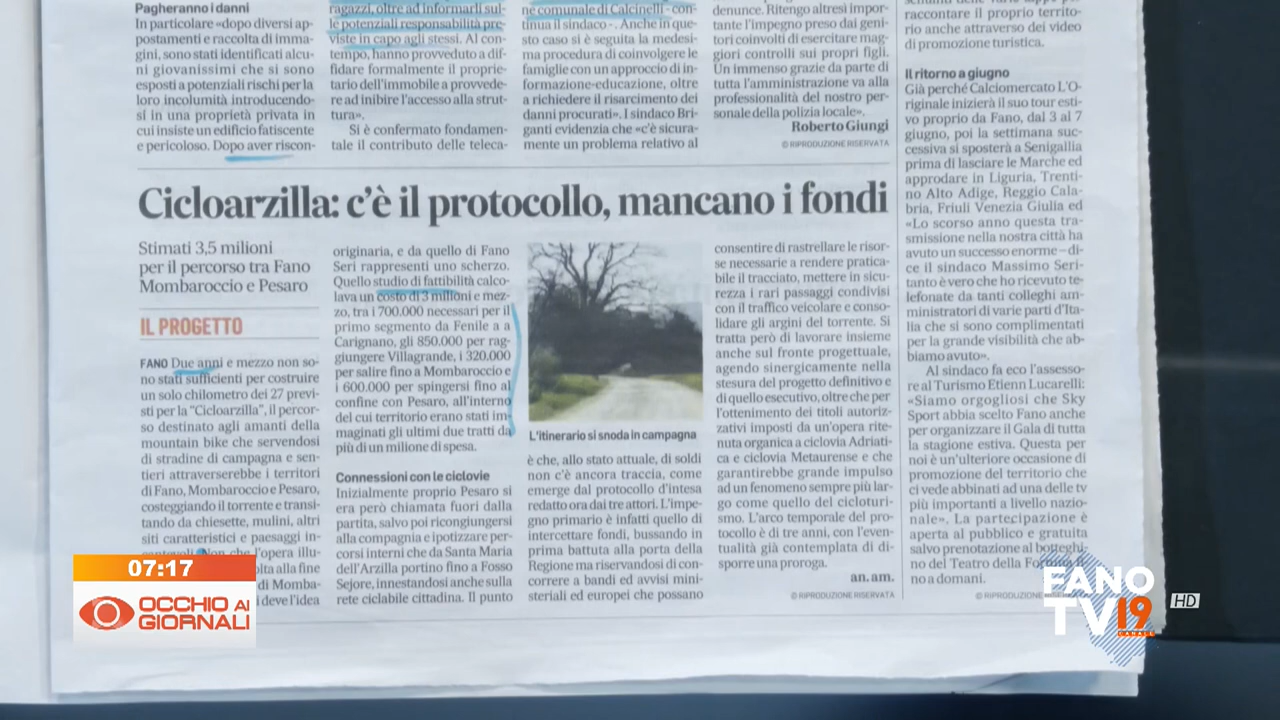 Pagheranno i danni
In particolare «dopo diversi ap-
postamenti e raccolta di imma-
gini, sono stati identificati alcu-
ni giovanissimi che si sono
esposti a potenziali rischi per la
loro incolumità introducendo-
si in una proprietà privata in
cui insiste un edificio fatiscente
e pericoloso. Dopo aver riscon-
ragazzi, oltre ad informarli sul-
le potenziali responsabilità pre-
viste in capo agli stessi. Al con-
tempo, hanno provveduto a dif-
fidare formalmente il proprie-
tario dell'immobile a provvede-
re ad inibire l'accesso alla strut-
tura».
Si è confermato fondamen-
tale il contributo delle teleca-
ne comunale di Calcinelli - con-
tinua il sindaco -. Anche in que-
sto caso si è seguita la medesi-
ma procedura di coinvolgere le
famiglie con un approccio di in-
formazione-educazione, oltre
a richiedere il risarcimento dei
danni procurati». I sindaco Bri-
ganti evidenzia che «c'è sicura-
mente un problema relativo al
denunce. Ritengo altresì impor-
tante l'impegno preso dai geni-
tori coinvolti di esercitare mag-
giori controlli sui propri figli.
Un immenso grazie da parte di
tutta l'amministrazione va alla
professionalità del nostro per-
sonale della polizia locale».
Roberto Giungi
© RIPRODUZIONE RISERVATA
Cicloarzilla: c'è il protocollo, mancano i fondi
Stimati 3,5 milioni
per il percorso tra Fano
Mombaroccio e Pesaro
IL PROGETTO
FANO Due anni e mezzo non so-
no stati sufficienti per costruire
un solo chilometro dei 27 previ-
sti per la "Cicloarzilla", il percor-
so destinato agli amanti della
mountain bike che servendosi
di stradine di campagna e sen-
tieri attraverserebbe i territori
di Fano, Mombaroccio e Pesaro,
costeggiando il torrente e transi-
tando da chiesette, mulini, altri
siti caratteristici e paesaggi in-
l'opera illu-
alla fine
di Momba-
deve l'idea
originaria, e da quello di Fano
Seri rappresenti uno scherzo.
Quello studio di fattibilità calco-
lava un costo di 3 milioni e mez-
zo, tra i 700.000 necessari per il
primo segmento da Fenile a a
Carignano, gli 850.000 per rag-
giungere Villagrande, i 320.000
per salire fino a Mombaroccio e
i 600.000 per spingersi fino al
confine con Pesaro, all'interno
del cui territorio erano stati im-
maginati gli ultimi due tratti da
più di un milione di spesa.
Connessioni con le ciclovie
Inizialmente proprio Pesaro si
era però chiamata fuori dalla
partita, salvo poi ricongiungersi
alla compagnia e ipotizzare per-
corsi interni che da Santa Maria
dell'Arzilla portino fino a Fosso
Sejore, innestandosi anche sulla
rete ciclabile cittadina. Il punto
L'itinerario si snoda in campagna
è che, allo stato attuale, di soldi
non c'è ancora traccia, come
emerge dal protocollo d'intesa
redatto ora dai tre attori. L'impe-
gno primario è infatti quello di
intercettare fondi, bussando in
prima battuta alla porta della
Regione ma riservandosi di con-
correre a bandi ed avvisi mini-
steriali ed europei che possano
consentire di rastrellare le risor-
se necessarie a rendere pratica-
bile il tracciato, mettere in sicu-
rezza i rari passaggi condivisi
con il traffico veicolare e conso-
lidare gli argini del torrente. Si
tratta però di lavorare insieme
anche sul fronte progettuale,
agendo sinergicamente nella
stesura del progetto definitivo e
di quello esecutivo, oltre che per
l'ottenimento dei titoli autoriz-
zativi imposti da un'opera rite-
nuta organica a ciclovia Adriati-
ca e ciclovia Metaurense e che
garantirebbe grande impulso
ad un fenomeno sempre più lar-
go come quello del cicloturi-
smo. L'arco temporale del pro-
tocollo è di tre anni, con l'even-
tualità già contemplata di di-
sporre una proroga.
an. am.
© RIPRODUZIONE RISERVATA
raccontare il proprio territo-
rio anche attraverso dei video
di promozione turistica.
Il ritorno a giugno
Già perché Calciomercato L'O-
riginale inizierà il suo tour esti-
vo proprio da Fano, dal 3 al 7
giugno, poi la settimana suc-
cessiva si sposterà a Senigallia
prima di lasciare le Marche ed
approdare in Liguria, Trenti-
no Alto Adige, Reggio Cala-
bria, Friuli Venezia Giulia ed
«Lo scorso anno questa tra-
smissione nella nostra città ha
avuto un successo enorme – di-
ce il sindaco Massimo Seri-
tanto è vero che ho ricevuto te-
lefonate da tanti colleghi am-
ministratori di varie parti d'Ita-
lia che si sono complimentati
per la grande visibilità che ab-
biamo avuto».
Al sindaco fa eco l'assesso-
re al Turismo Etienn Lucarelli:
«Siamo orgogliosi che Sky
Sport abbia scelto Fano anche
per organizzare il Gala di tutta
la stagione estiva. Questa per
noi è un'ulteriore occasione di
promozione del territorio che
ci vede abbinati ad una delle tv
più importanti a livello nazio-
nale». La partecipazione è
aperta al pubblico e gratuita
salvo prenotazione al botteghi-
no del Teatro della
no a domani.
© RIPRODUZIONE
07:17
OCCHIO AI
GIORNALI
FANO
TV 19
CANALE
HD